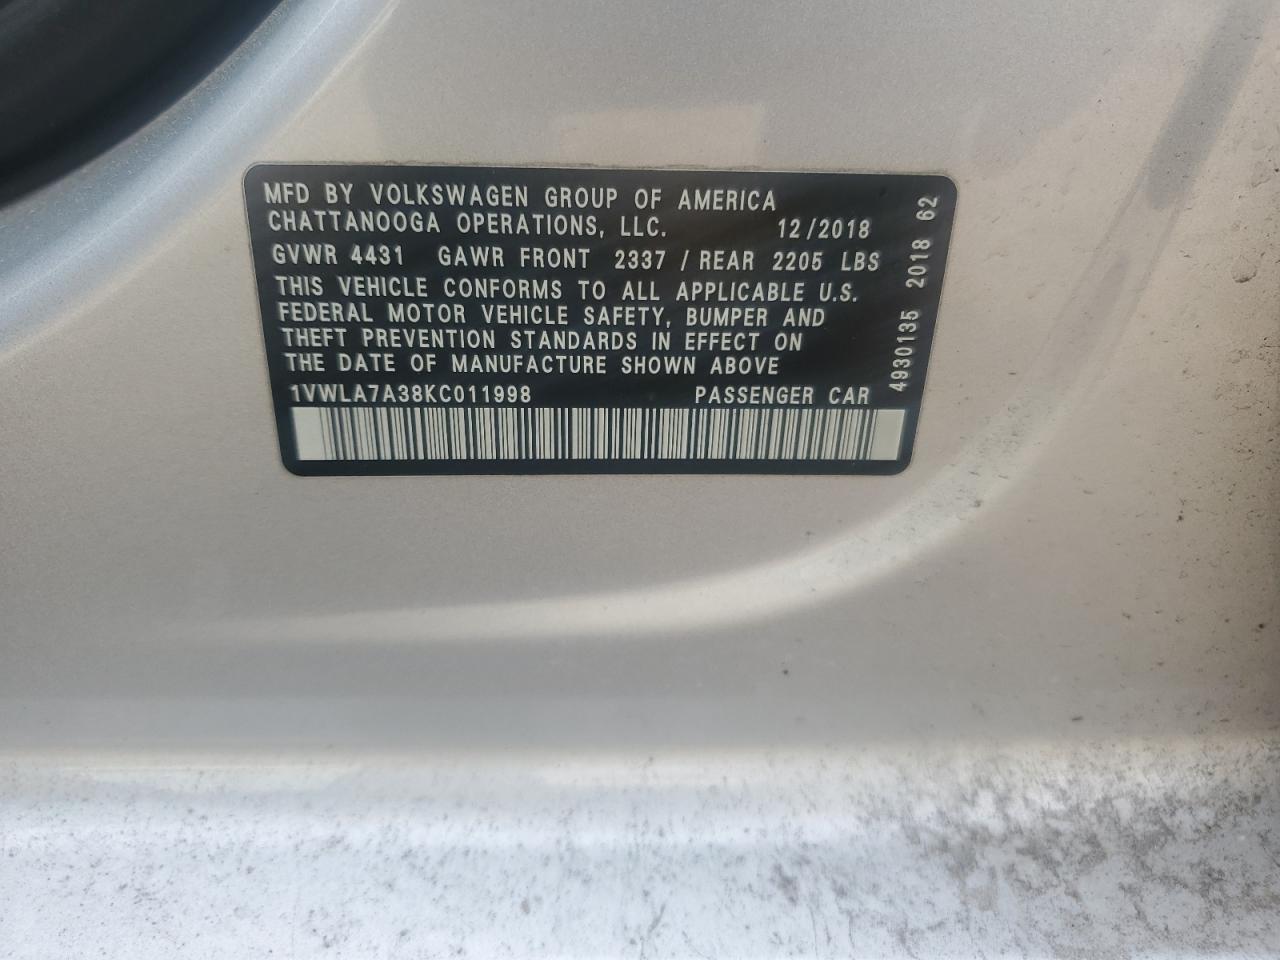 MFD BY VOLKSWAGEN GROUP OF AMERICA
CHATTANOOGA OPERATIONS, LLC. 12/2018
GVWR 4431 GAWR FRONT 2337 / REAR 2205 LBS
THIS VEHICLE CONFORMS TO ALL APPLICABLE U.S.
FEDERAL MOTOR VEHICLE SAFETY, BUMPER AND
THEFT PREVENTION STANDARDS IN EFFECT ON
THE DATE OF MANUFACTURE SHOWN ABOVE
1VWLA7A38KC011998 PASSENGER CAR
4930135 2018 62